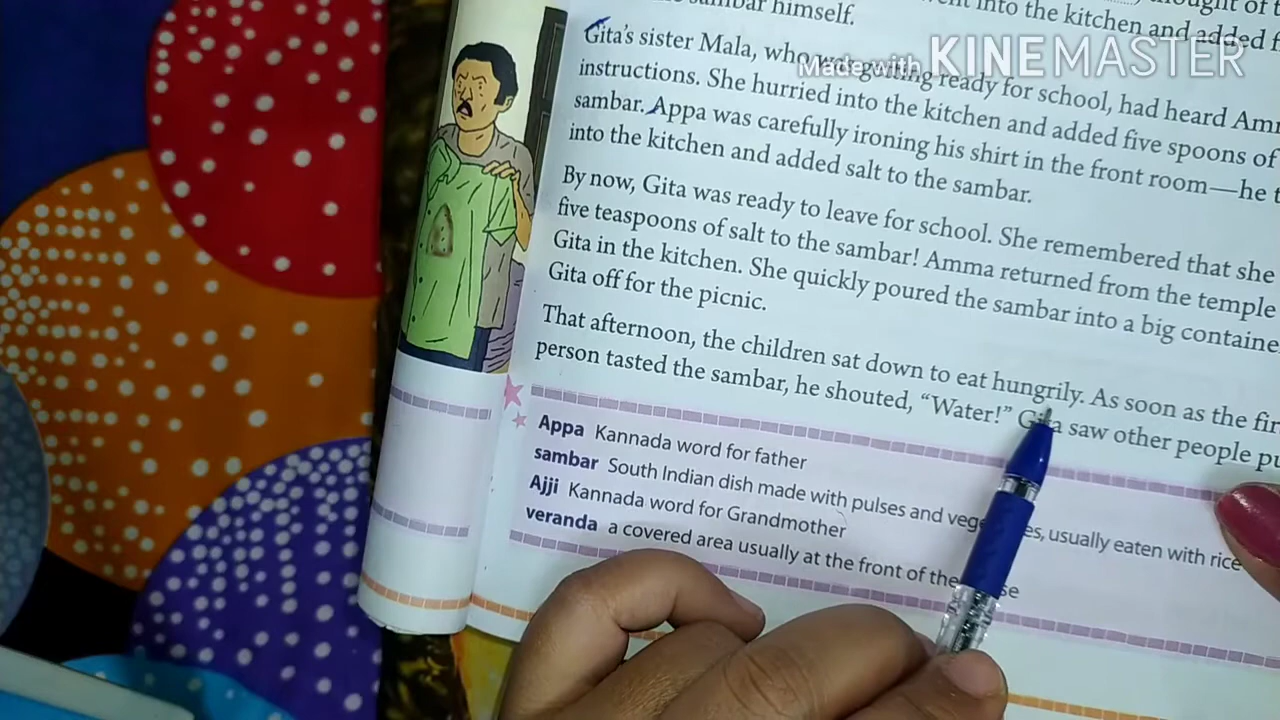 sambar himself.
into the kitchen and added
Gita's sister Mala, who was getting ready for school, had heard
instructions. She hurried into the kitchen and added five spoons of
sambar. Appa was carefully ironing his shirt in the front room—he
into the kitchen and added salt to the sambar.
By now, Gita was ready to leave for school. She remembered that she
five teaspoons of salt to the sambar! Amma returned from the temple
Gita in the kitchen. She quickly poured the sambar into a big
Gita off for the picnic.
That afternoon, the children sat down to eat hungrily. As soon as the
person tasted the sambar, he shouted, "Water!" Gita saw other people
Appa Kannada word for father
sambar South Indian dish made with pulses and usually eaten with rice
Ajji Kannada word for Grandmother
veranda a covered area usually at the front of the
Made with KINEMASTER